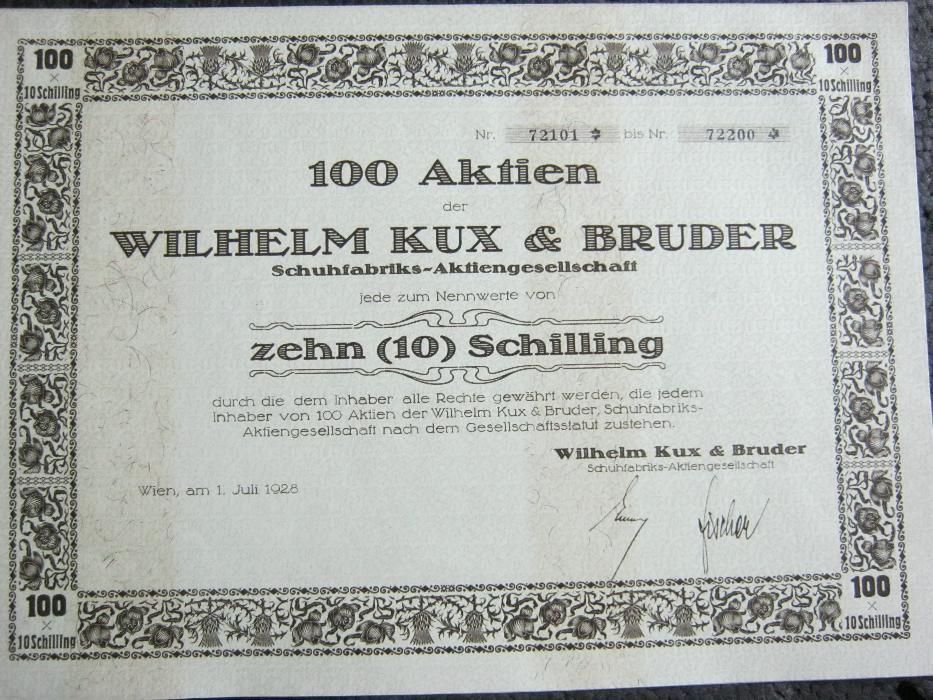 100
×
10 Schilling
100
×
10 Schilling
Nr. 72101 bis Nr. 72200
100 Aktien
der
WILHELM KUX & BRUDER
Schuhfabriks-Aktiengesellschaft
jede zum Nennwerte von
zehn (10) Schilling
durch die dem Inhaber alle Rechte gewährt werden, die jedem
Inhaber von 100 Aktien der Wilhelm Kux & Bruder, Schuhfabriks-
Aktiengesellschaft nach dem Gesellschaftsstatut zustehen.
Wilhelm Kux & Bruder
Schuhfabriks-Aktiengesellschaft
Wien, am 1. Juli 1928
Fischer
100
×
10 Schilling
100
×
10 Schilling